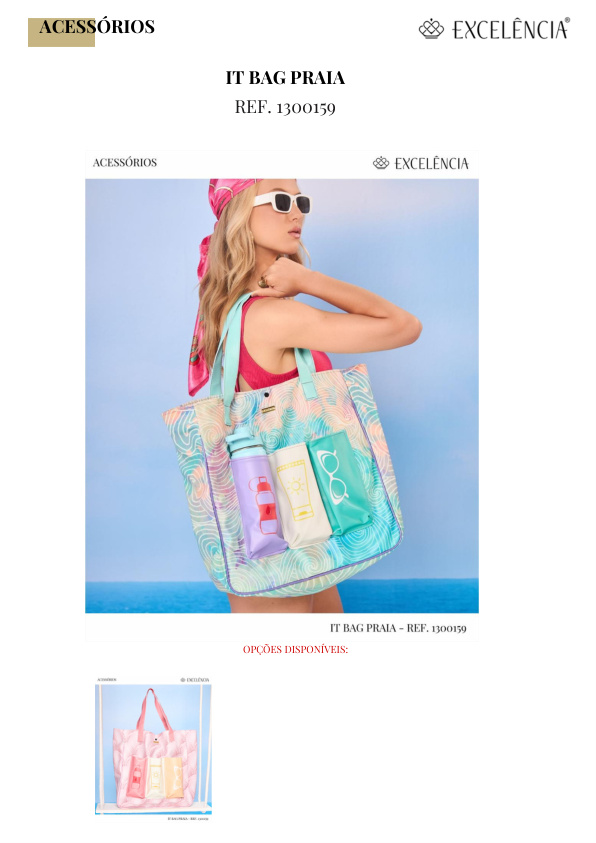 ACESSÓRIOS
EXCELÊNCIA®
IT BAG PRAIA
REF. 1300159
ACESSÓRIOS
EXCELÊNCIA
IT BAG PRAIA - REF. 1300159
OPÇÕES DISPONÍVEIS:
ACESSÓRIOS
EXCELÊNCIA